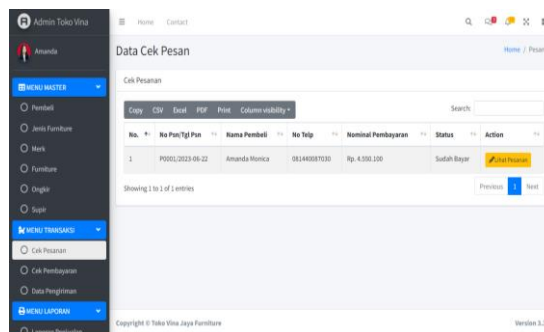 Admin Toko Vina
Home Contact
Amanda
Data Cek Pesan
Home / Pesan
MENU MASTER
Pembeli
Jenis Furniture
Merk
Furniture
Ongkir
Supir
MENU TRANSAKSI
Cek Pesanan
Cek Pembayaran
Data Pengiriman
MENU LAPORAN
Laporan Penjualan
Cek Pesanan
Copy CSV Excel PDF Print Column visibility
Search:
No. No Psn/Tgl Psn Nama Pembeli No Telp Nominal Pembayaran Status Action
1 P0001/2023-06-22 Amanda Monica 081440087030 Rp. 4.550.100 Sudah Bayar Lihat Pesanan
Showing 1 to 1 of 1 entries
Previous 1 Next
Copyright © Toko Vina Jaya Furniture
Version 3.